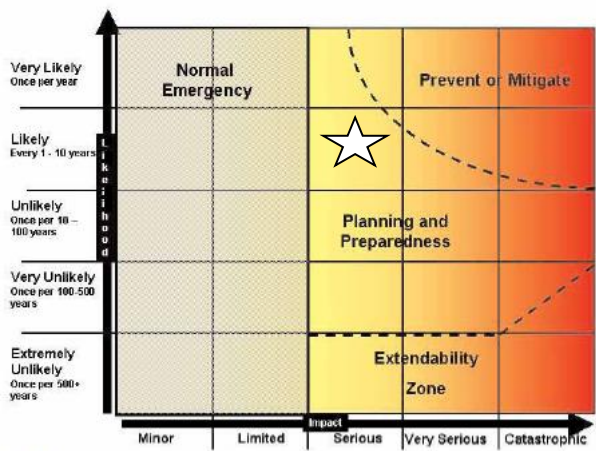 Very Likely
Once per year
Normal
Emergency
Prevent or Mitigate
Likely
Every 1 - 10 years
Likelihood
Unlikely
Once per 10 –
100 years
Planning and
Preparedness
Very Unlikely
Once per 100-500
years
Extremely
Unlikely
Once per 500+
years
Extendability
Zone
Impact
Minor
Limited
Serious
Very Serious
Catastrophic